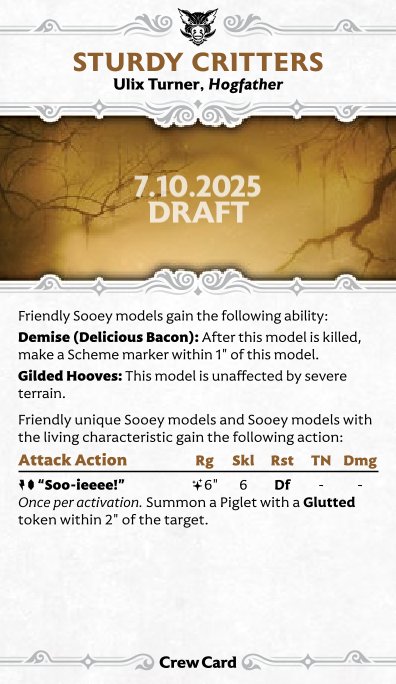 STURDY CRITTERS
Ulix Turner, Hogfather
7.10.2025
DRAFT
Friendly Sooey models gain the following ability:
Demise (Delicious Bacon): After this model is killed,
make a Scheme marker within 1" of this model.
Gilded Hooves: This model is unaffected by severe
terrain.
Friendly unique Sooey models and Sooey models with
the living characteristic gain the following action:
Attack Action Rg Skl Rst TN Dmg
“Soo-ieeee!” 6" 6 Df - -
Once per activation. Summon a Piglet with a Glutted
token within 2" of the target.
Crew Card